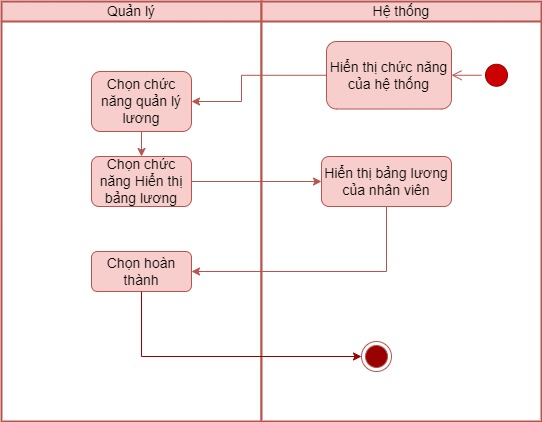 Quản lý
Hệ thống
Hiển thị chức năng
của hệ thống
Chọn chức
năng quản lý
lương
Chọn chức
năng Hiển thị
bảng lương
Hiển thị bảng lương
của nhân viên
Chọn hoàn
thành